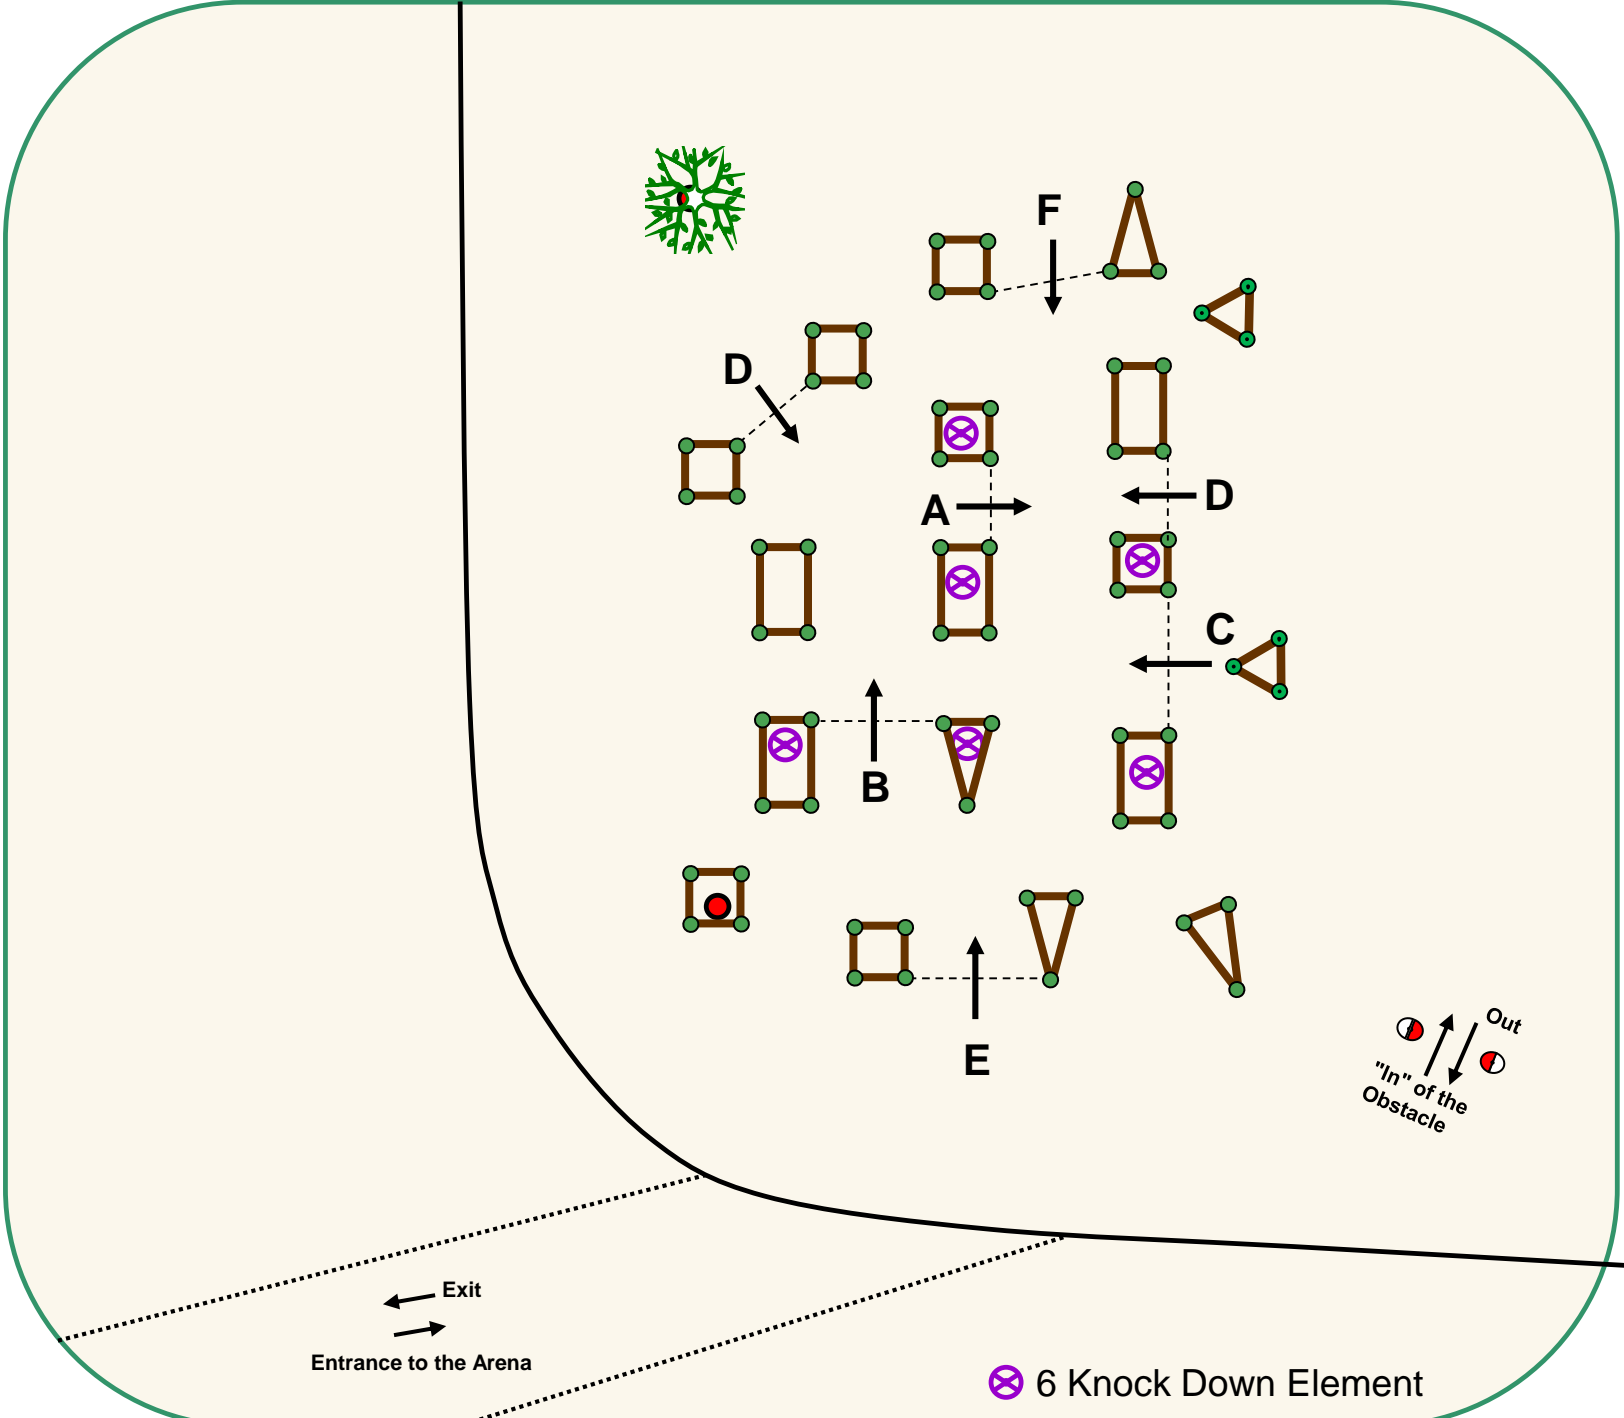 F
D
A
D
C
B
E
Out
"In" of the
Obstacle
Exit
Entrance to the Arena
6 Knock Down Element